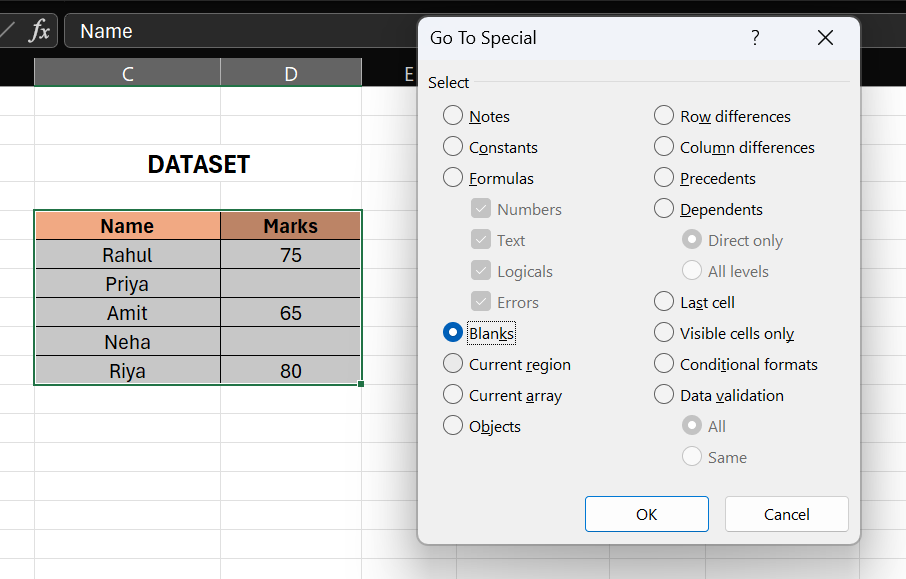 fx Name
C D E
DATASET
Name Marks
Rahul 75
Priya
Amit 65
Neha
Riya 80
Go To Special ?
Select
Notes
Constants
Formulas
Numbers
Text
Logicals
Errors
Blanks
Current region
Current array
Objects
Row differences
Column differences
Precedents
Dependents
Direct only
All levels
Last cell
Visible cells only
Conditional formats
Data validation
All
Same
OK Cancel